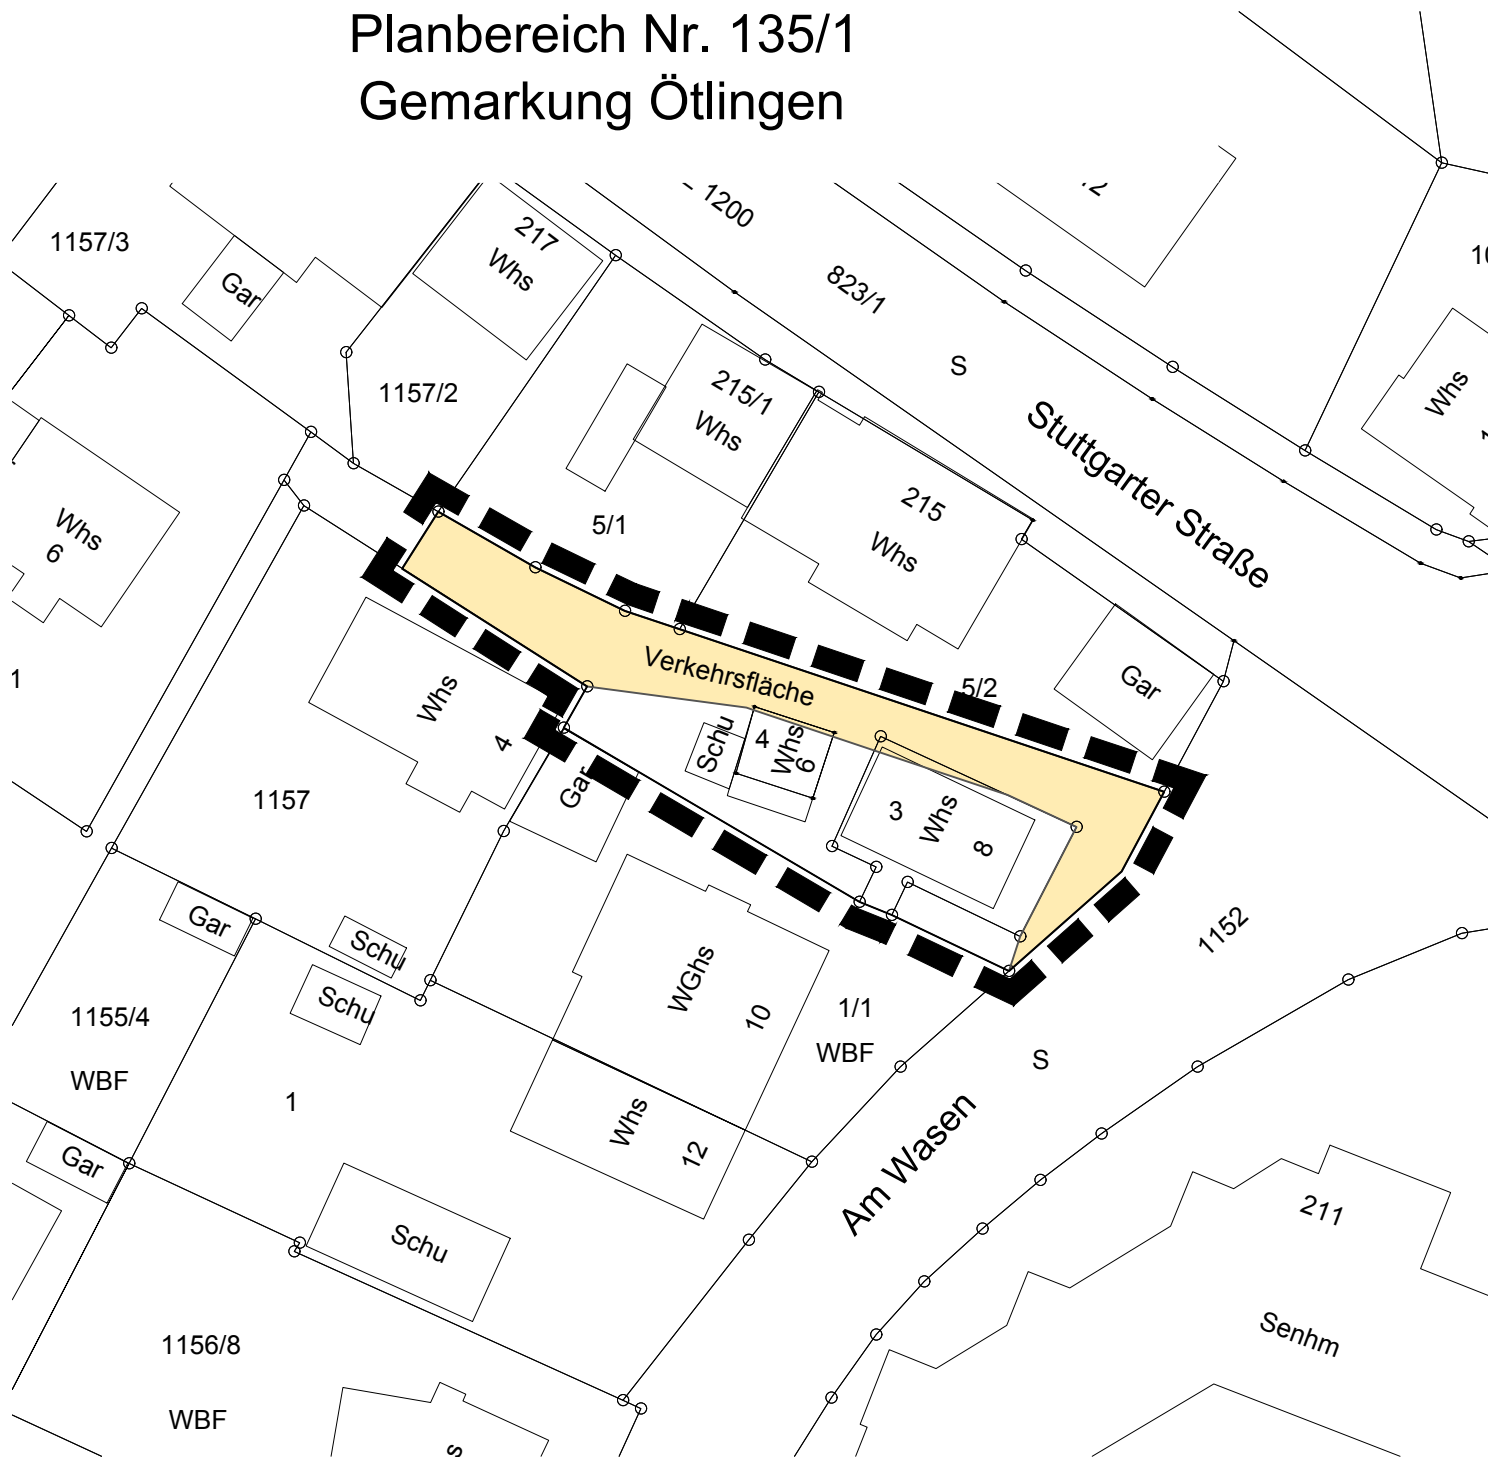 Planbereich Nr. 135/1
Gemarkung Ötlingen
1200
1157/3
217
Whs
Gar
823/1
S
1157/2
215/1
Whs
Whs
Stuttgarter Straße
215
Whs
5/1
Whs
6
Verkehrsfläche
5/2
Gar
1
Whs
4
Schu
4
Whs
6
Gar
1157
3
Whs
8
Gar
Schu
Schu
1152
WGhs
10
1155/4
WBF
1/1
WBF
S
1
Whs
12
Am Wasen
Gar
211
Schu
Senhm
1156/8
WBF